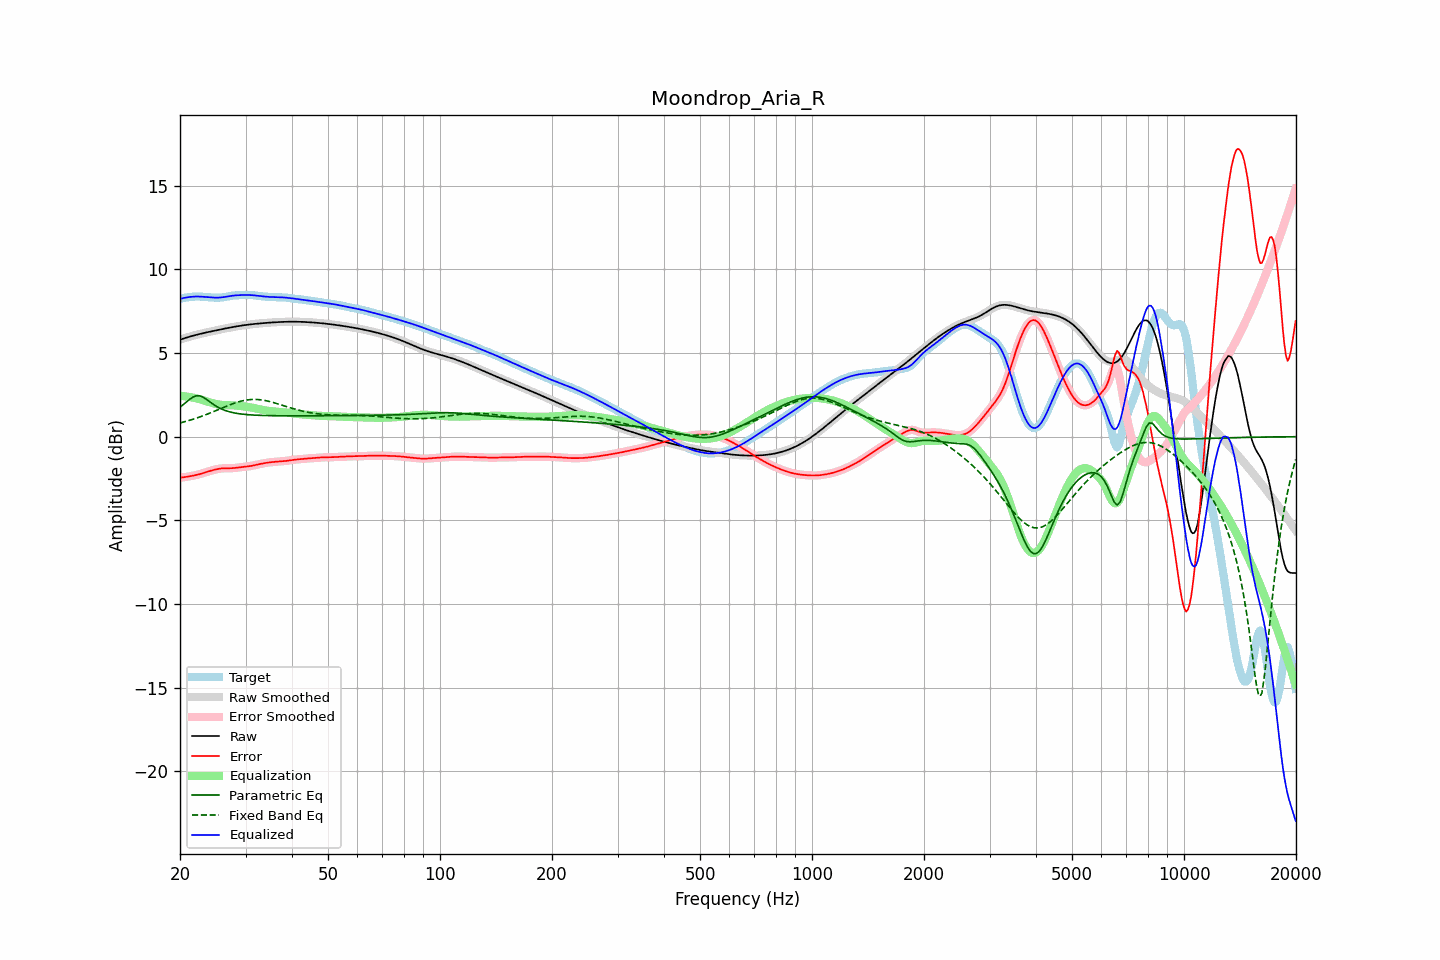 Moondrop_Aria_R
Amplitude (dBr)
15
10
5
0
−5
−10
−15
−20
Target
Raw Smoothed
Error Smoothed
Raw
Error
Equalization
Parametric Eq
Fixed Band Eq
Equalized
20 50 100 200 500 1000 2000 5000 10000 20000
Frequency (Hz)